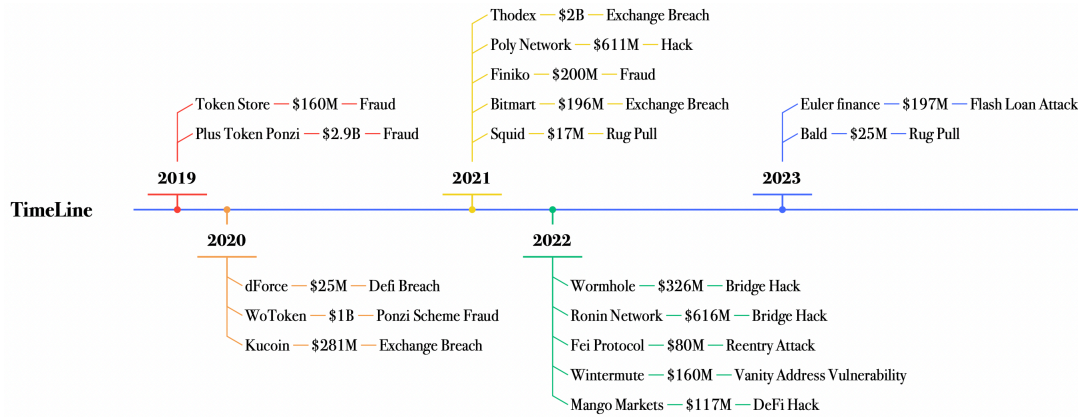 Thodex — $2B — Exchange Breach
Poly Network — $611M — Hack
Finiko — $200M — Fraud
Bitmart — $196M — Exchange Breach
Squid — $17M — Rug Pull
Token Store — $160M — Fraud
Plus Token Ponzi — $2.9B — Fraud
Euler finance — $197M — Flash Loan Attack
Bald — $25M — Rug Pull
2019
2021
2023
TimeLine
2020
2022
dForce — $25M — Defi Breach
WoToken — $1B — Ponzi Scheme Fraud
Kucoin — $281M — Exchange Breach
Wormhole — $326M — Bridge Hack
Ronin Network — $616M — Bridge Hack
Fei Protocol — $80M — Reentry Attack
Wintermute — $160M — Vanity Address Vulnerability
Mango Markets — $117M — DeFi Hack